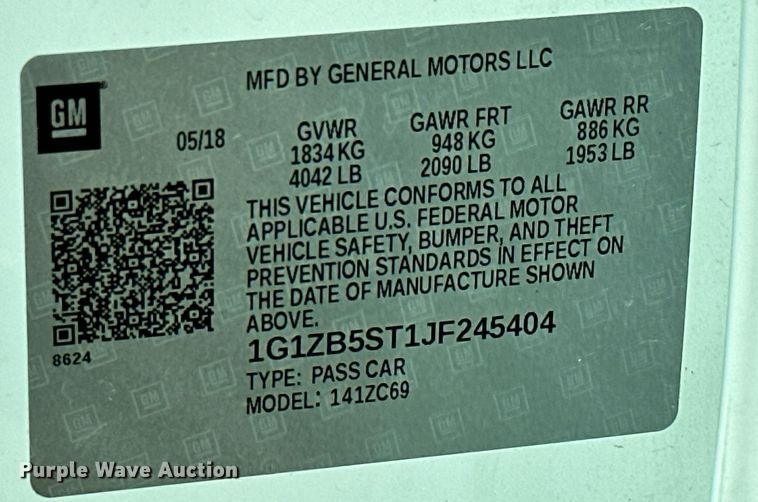 MFD BY GENERAL MOTORS LLC
GM
05/18
GVWR
1834 KG
4042 LB
GAWR FRT
948 KG
2090 LB
GAWR RR
886 KG
1953 LB
THIS VEHICLE CONFORMS TO ALL
APPLICABLE U.S. FEDERAL MOTOR
VEHICLE SAFETY, BUMPER, AND THEFT
PREVENTION STANDARDS IN EFFECT ON
THE DATE OF MANUFACTURE SHOWN
ABOVE.
8624
1G1ZB5ST1JF245404
TYPE: PASS CAR
MODEL: 141ZC69
Purple Wave Auction